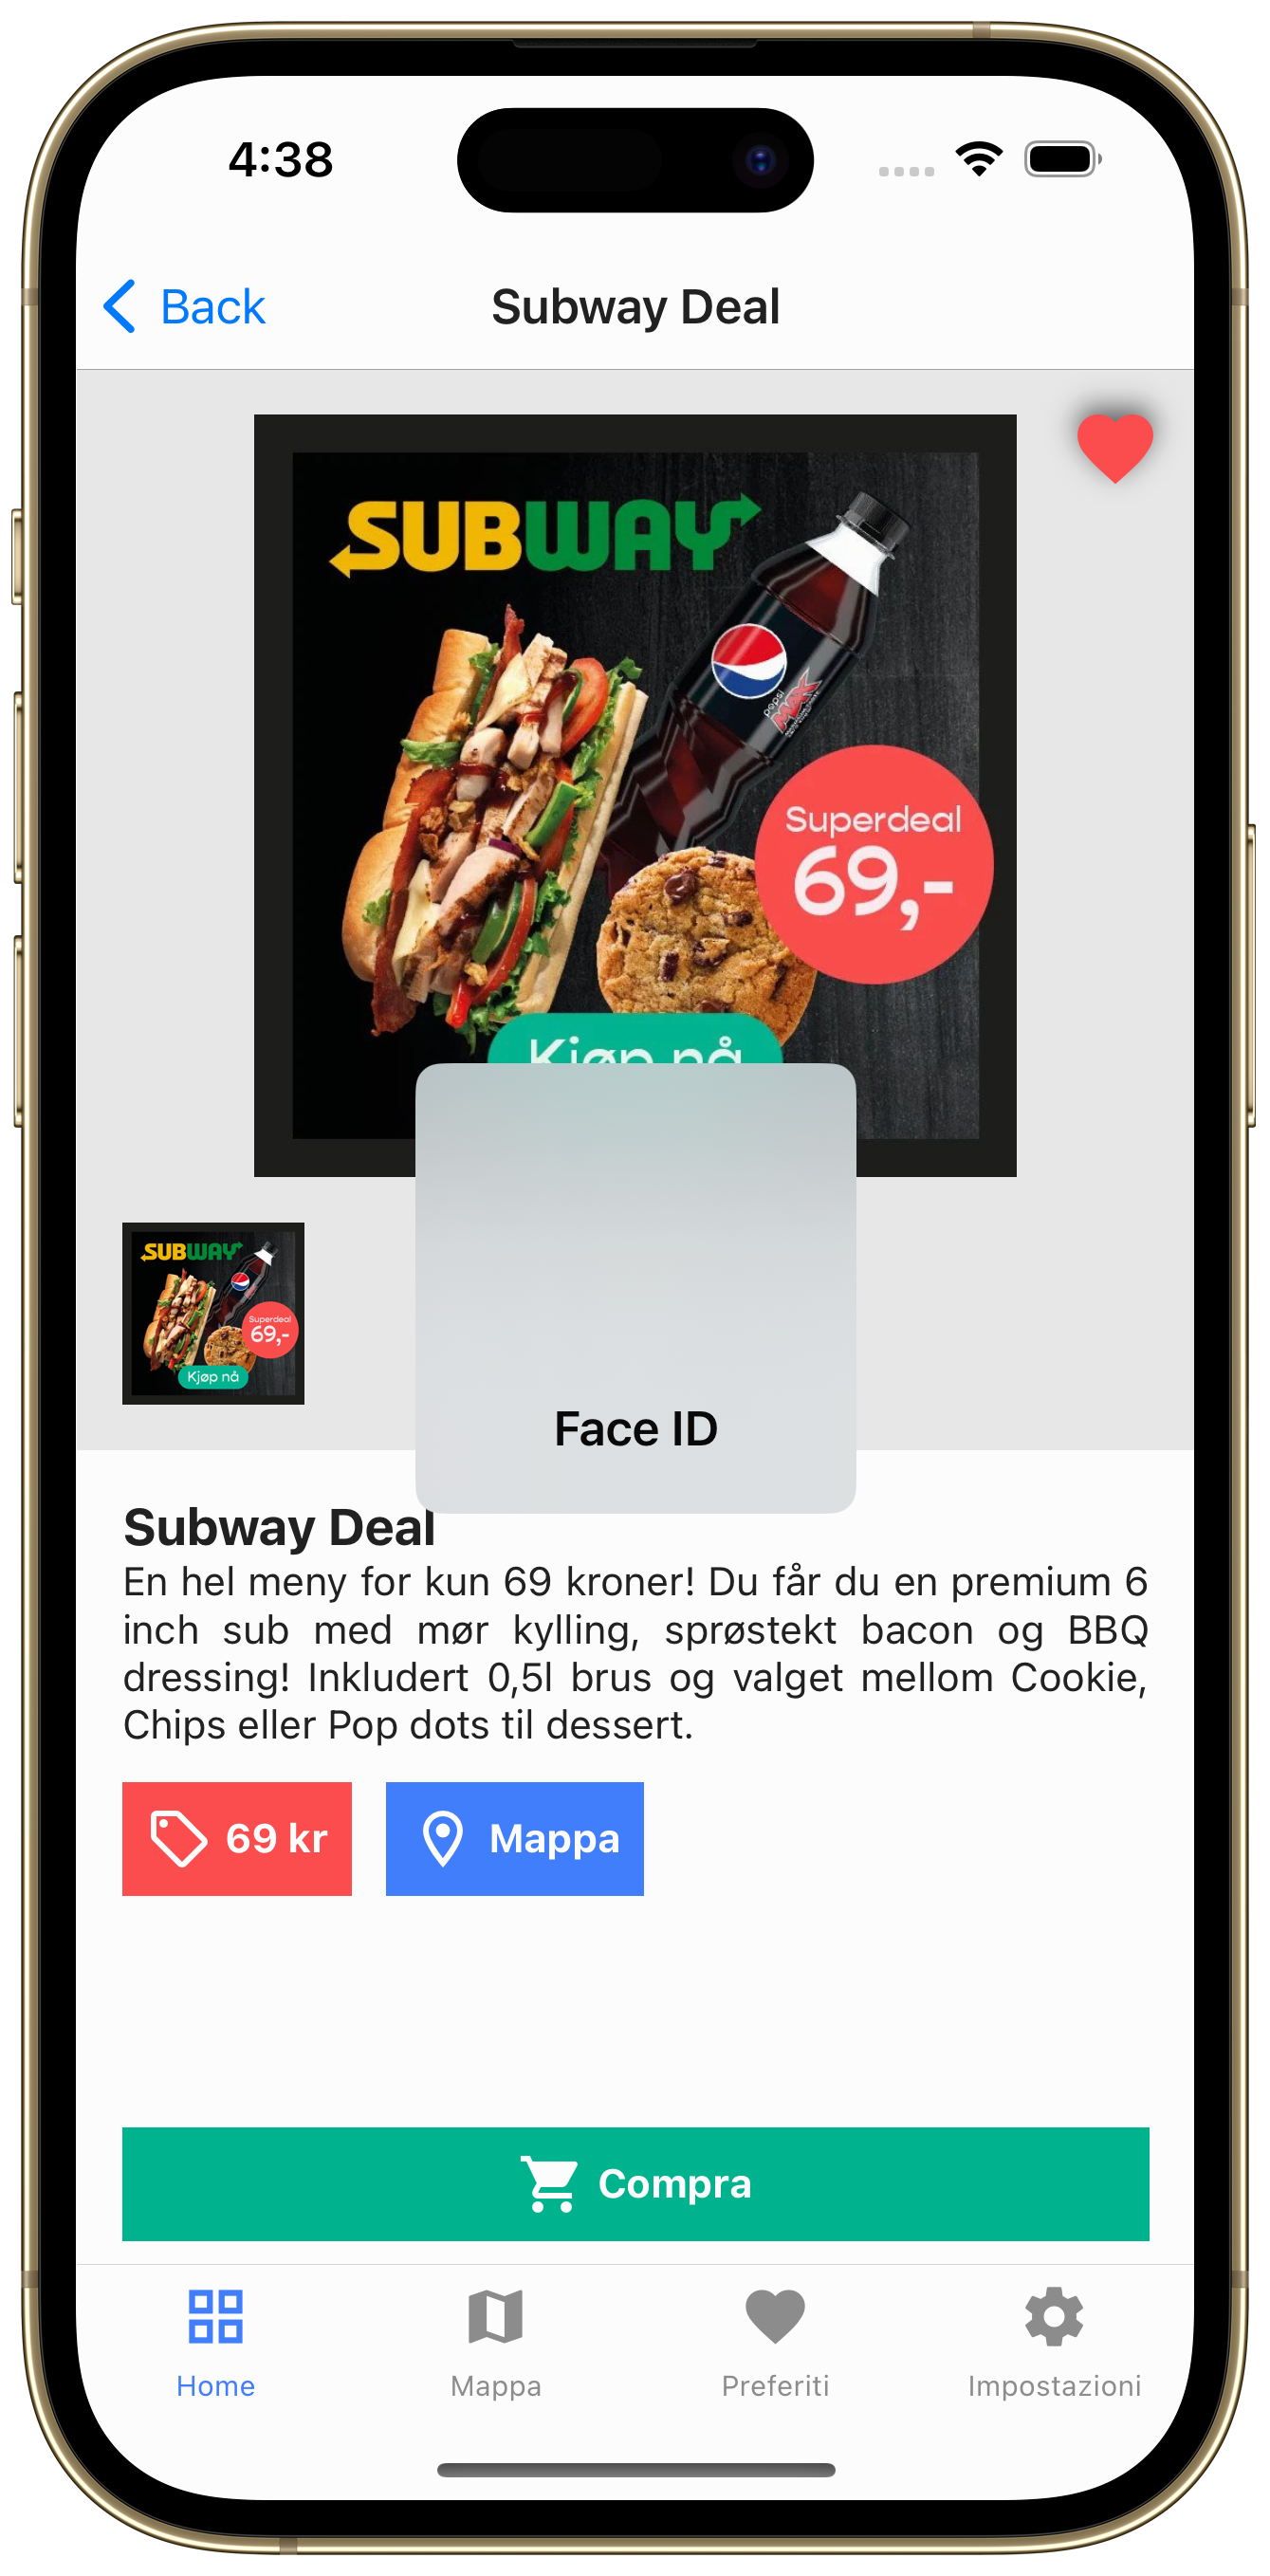 4:38
Back
Subway Deal
SUBWAY
pepsi
MAX
Superdeal
69,-
Kjøp nå
SUBWAY
Superdeal
69,-
Kjøp nå
Face ID
Subway Deal
En hel meny for kun 69 kroner! Du får du en premium 6
inch sub med mør kylling, sprøstekt bacon og BBQ
dressing! Inkludert 0,5l brus og valget mellom Cookie,
Chips eller Pop dots til dessert.
69 kr
Mappa
Compra
Home
Mappa
Preferiti
Impostazioni